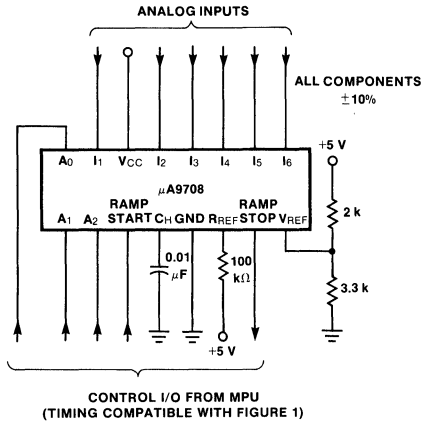 ANALOG INPUTS
ALL COMPONENTS
±10%
+5 V
A0 I1 VCC I2 I3 I4 I5 I6
μA9708
RAMP RAMP
A1 A2 START CH GND RREF STOP VREF
2 k
0.01
μF
100
kΩ
3.3 k
+5 V
CONTROL I/O FROM MPU
(TIMING COMPATIBLE WITH FIGURE 1)